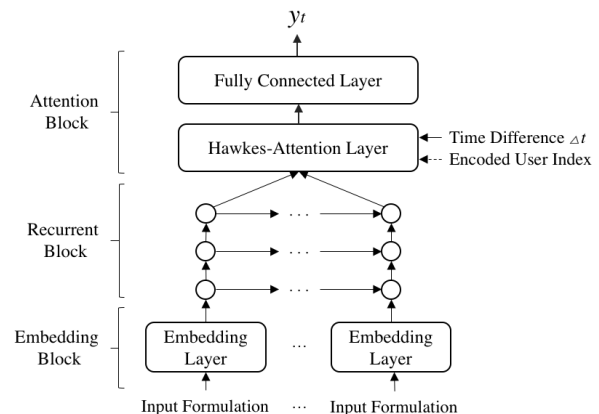 yt
Fully Connected Layer
Attention
Block
Hawkes-Attention Layer
Time Difference △t
Encoded User Index
Recurrent
Block
...
...
...
Embedding
Block
Embedding
Layer
...
Embedding
Layer
Input Formulation ... Input Formulation